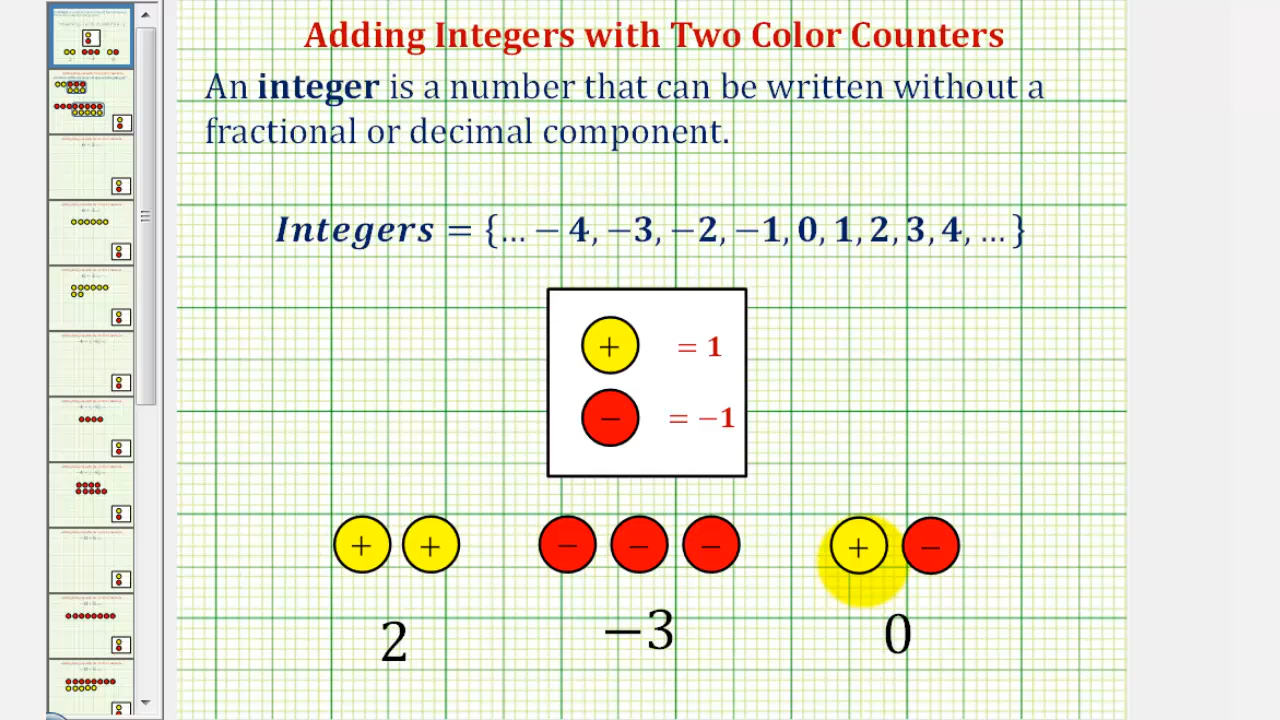 Adding Integers with Two Color Counters
An integer is a number that can be written without a
fractional or decimal component.
Integers = {… − 4, −3, −2, −1, 0, 1, 2, 3, 4, … }
+ = 1
− = −1
+ + − − − + −
2 −3 0